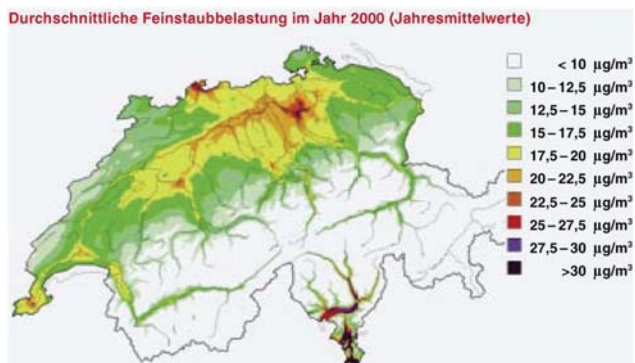 Durchschnittliche Feinstaubbelastung im Jahr 2000 (Jahresmittelwerte)
< 10 µg/m³
10–12,5 µg/m³
12,5–15 µg/m³
15–17,5 µg/m³
17,5–20 µg/m³
20–22,5 µg/m³
22,5–25 µg/m³
25–27,5 µg/m³
27,5–30 µg/m³
>30 µg/m³